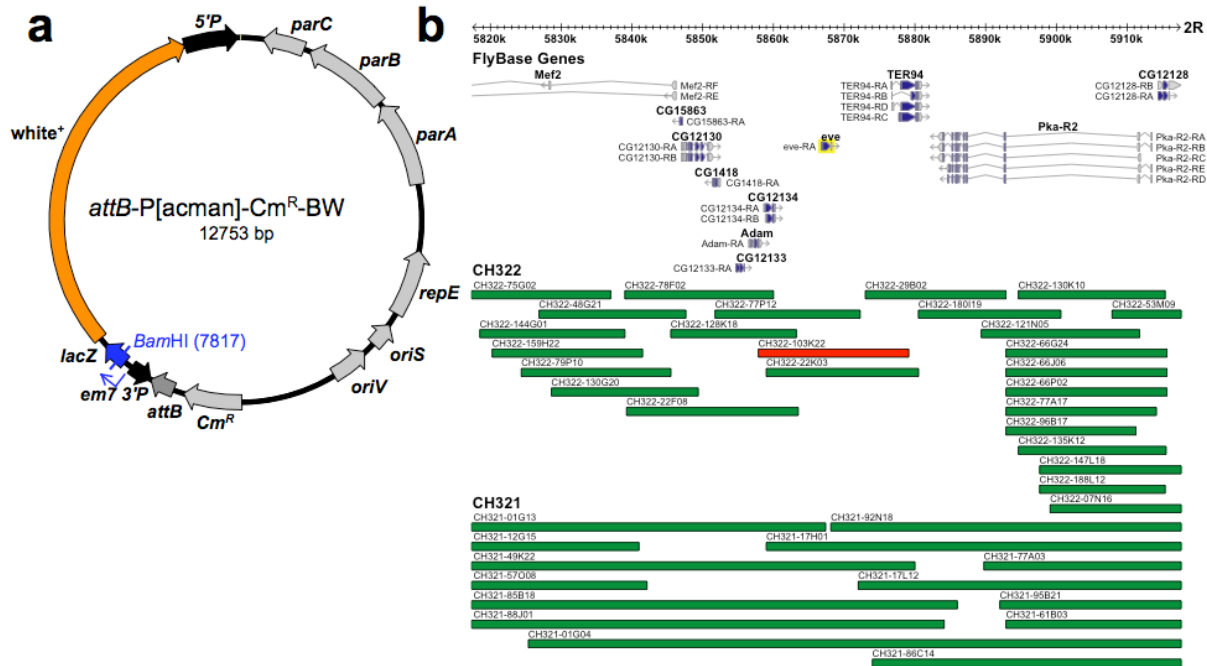 a
5'P
parC
parB
parA
repE
oriS
oriV
CmR
attB
3'P
em7
lacZ
BamHI (7817)
white+
attB-P[acman]-CmR-BW
12753 bp
b
2R
5820k 5830k 5840k 5850k 5860k 5870k 5880k 5890k 5900k 5910k
FlyBase Genes
Mef2
Mef2-RF
Mef2-RE
CG15863
CG15863-RA
CG12130
CG12130-RA
CG12130-RB
CG1418
CG1418-RA
CG12134
CG12134-RA
CG12134-RB
Adam
Adam-RA
CG12133
CG12133-RA
eve
eve-RA
TER94
TER94-RA
TER94-RB
TER94-RD
TER94-RC
Pka-R2
Pka-R2-RA
Pka-R2-RB
Pka-R2-RC
Pka-R2-RE
Pka-R2-RD
CG12128
CG12128-RB
CG12128-RA
CH322
CH322-75G02 CH322-78F02 CH322-29B02 CH322-130K10
CH322-48G21 CH322-77P12 CH322-180I19 CH322-53M09
CH322-144G01 CH322-128K18 CH322-121N05
CH322-159H22 CH322-103K22 CH322-66G24
CH322-79P10 CH322-22K03 CH322-66J06
CH322-130G20 CH322-66P02
CH322-22F08 CH322-77A17
CH322-96B17
CH322-135K12
CH322-147L18
CH322-188L12
CH322-07N16
CH321
CH321-01G13 CH321-92N18
CH321-12G15 CH321-17H01
CH321-49K22 CH321-77A03
CH321-57O08 CH321-17L12
CH321-85B18 CH321-95B21
CH321-88J01 CH321-61B03
CH321-01G04
CH321-86C14